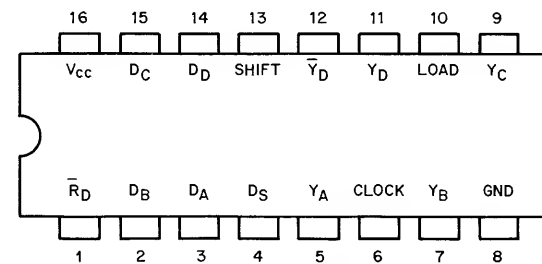 16 15 14 13 12 11 10 9
Vcc DC DD SHIFT Y̅D YD LOAD YC
R̅D DB DA DS YA CLOCK YB GND
1 2 3 4 5 6 7 8